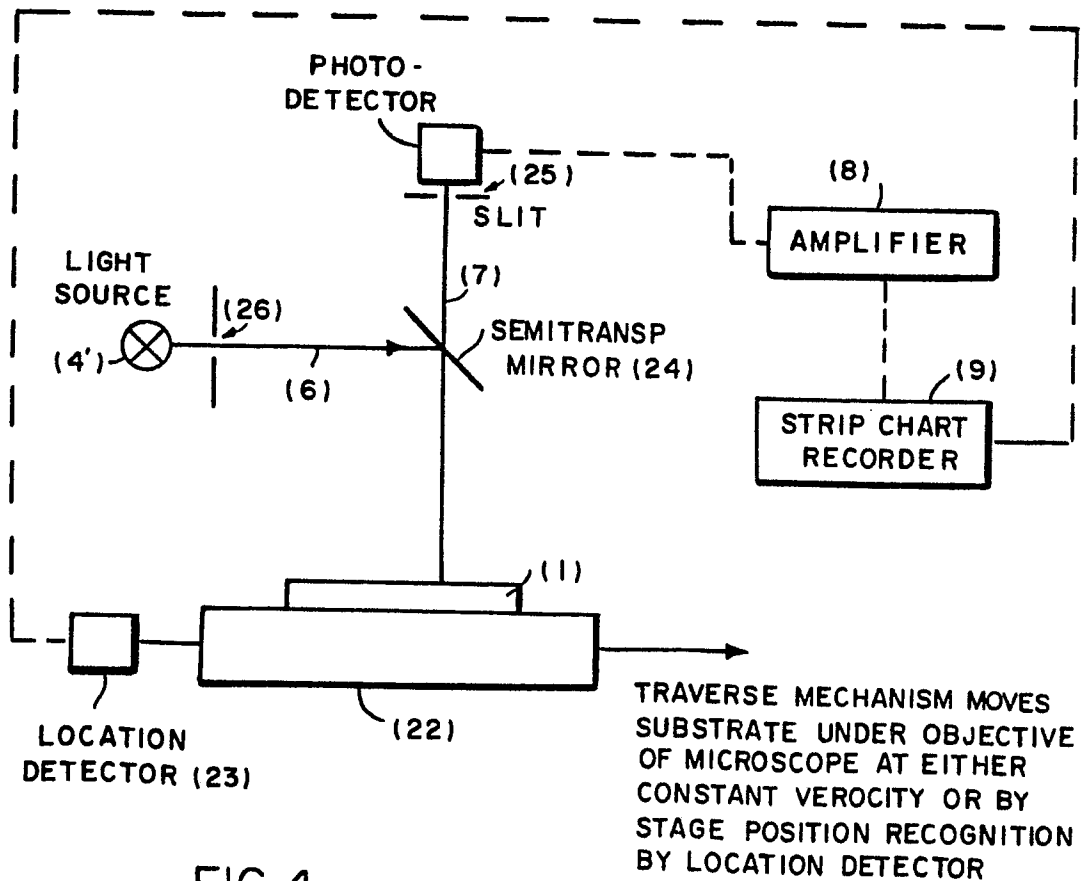 PHOTO-
DETECTOR
(25)
SLIT
(8)
AMPLIFIER
LIGHT
SOURCE
(26)
(7)
(4')
(6)
SEMITRANSP
MIRROR (24)
(9)
STRIP CHART
RECORDER
(1)
(22)
LOCATION
DETECTOR (23)
TRAVERSE MECHANISM MOVES
SUBSTRATE UNDER OBJECTIVE
OF MICROSCOPE AT EITHER
CONSTANT VEROCITY OR BY
STAGE POSITION RECOGNITION
BY LOCATION DETECTOR